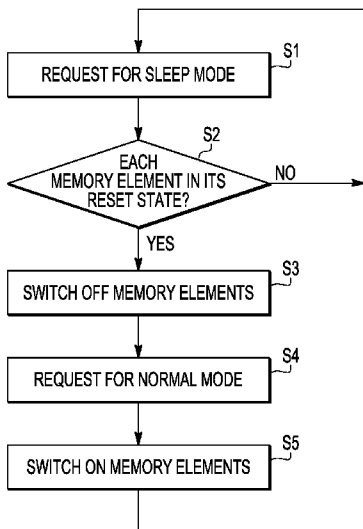 S1
REQUEST FOR SLEEP MODE
S2
EACH
MEMORY ELEMENT IN ITS
RESET STATE?
NO
YES
S3
SWITCH OFF MEMORY ELEMENTS
S4
REQUEST FOR NORMAL MODE
S5
SWITCH ON MEMORY ELEMENTS